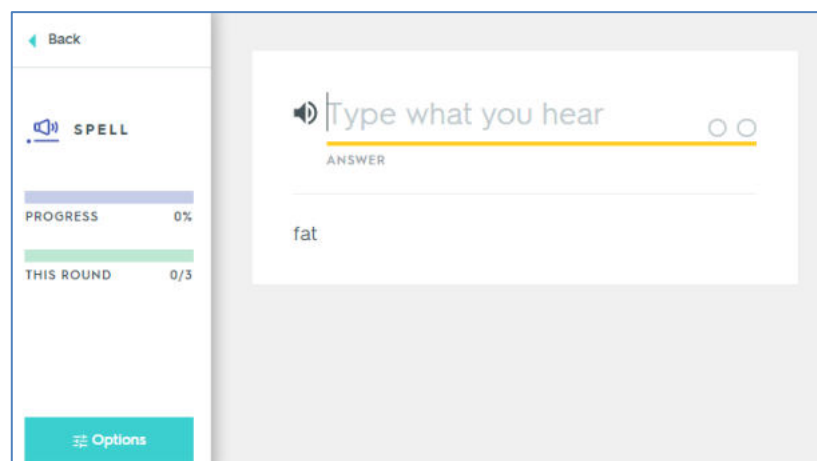 Back
SPELL
PROGRESS 0%
THIS ROUND 0/3
Options
Type what you hear
ANSWER
fat